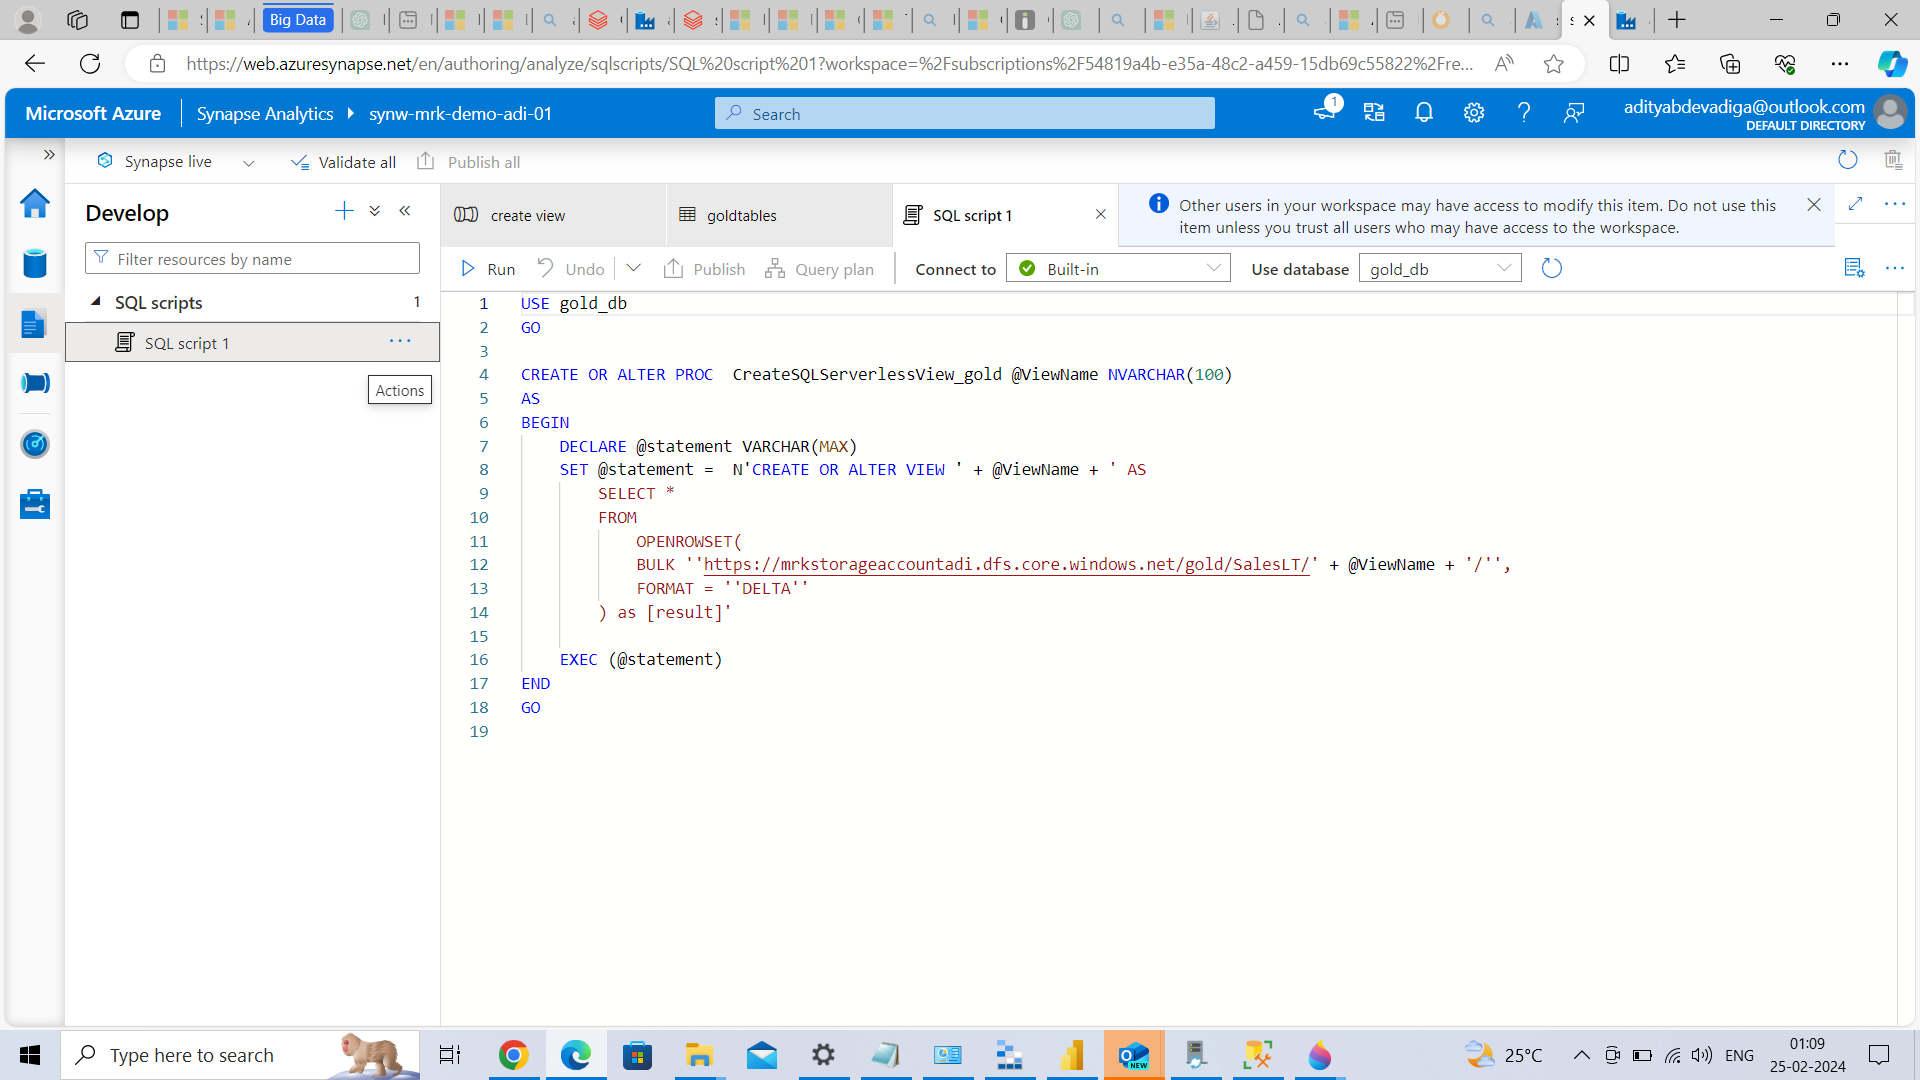 Big Data
https://web.azuresynapse.net/en/authoring/analyze/sqlscripts/SQL%20script%201?workspace=%2Fsubscriptions%2F54819a4b-e35a-48c2-a459-15db69c55822%2Fre...
Microsoft Azure
Synapse Analytics
synw-mrk-demo-adi-01
Search
1
adityabdevadiga@outlook.com
DEFAULT DIRECTORY
Synapse live
Validate all
Publish all
Develop
create view
goldtables
SQL script 1
Other users in your workspace may have access to modify this item. Do not use this
item unless you trust all users who may have access to the workspace.
Filter resources by name
Run
Undo
Publish
Query plan
Connect to
Built-in
Use database
gold_db
SQL scripts
1
SQL script 1
Actions
1 USE gold_db
2 GO
3
4 CREATE OR ALTER PROC  CreateSQLServerlessView_gold @ViewName NVARCHAR(100)
5 AS
6 BEGIN
7     DECLARE @statement VARCHAR(MAX)
8     SET @statement =  N'CREATE OR ALTER VIEW ' + @ViewName + ' AS
9         SELECT *
10         FROM
11             OPENROWSET(
12             BULK ''https://mrkstorageaccountadi.dfs.core.windows.net/gold/SalesLT/' + @ViewName + '/'',
13             FORMAT = ''DELTA''
14         ) as [result]'
15
16     EXEC (@statement)
17 END
18 GO
19
Type here to search
NEW
25°C
ENG
01:09
25-02-2024